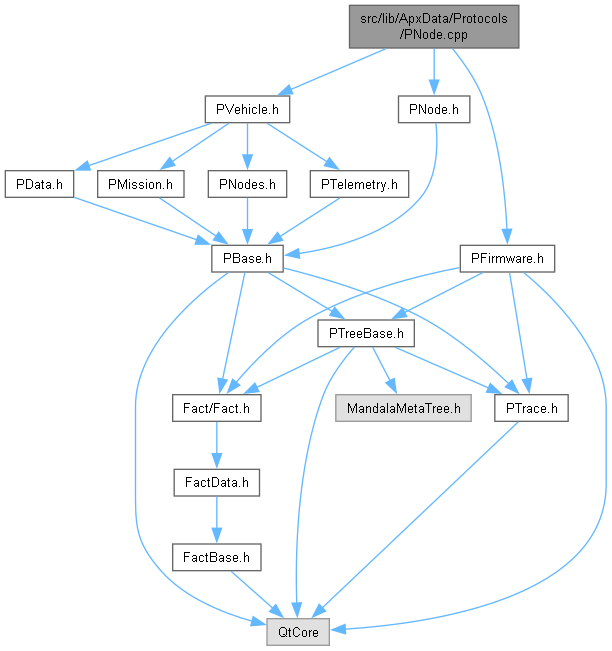 src/lib/ApxData/Protocols
/PNode.cpp
PVehicle.h
PNode.h
PData.h
PMission.h
PNodes.h
PTelemetry.h
PBase.h
PFirmware.h
PTreeBase.h
Fact/Fact.h
MandalaMetaTree.h
PTrace.h
FactData.h
FactBase.h
QtCore